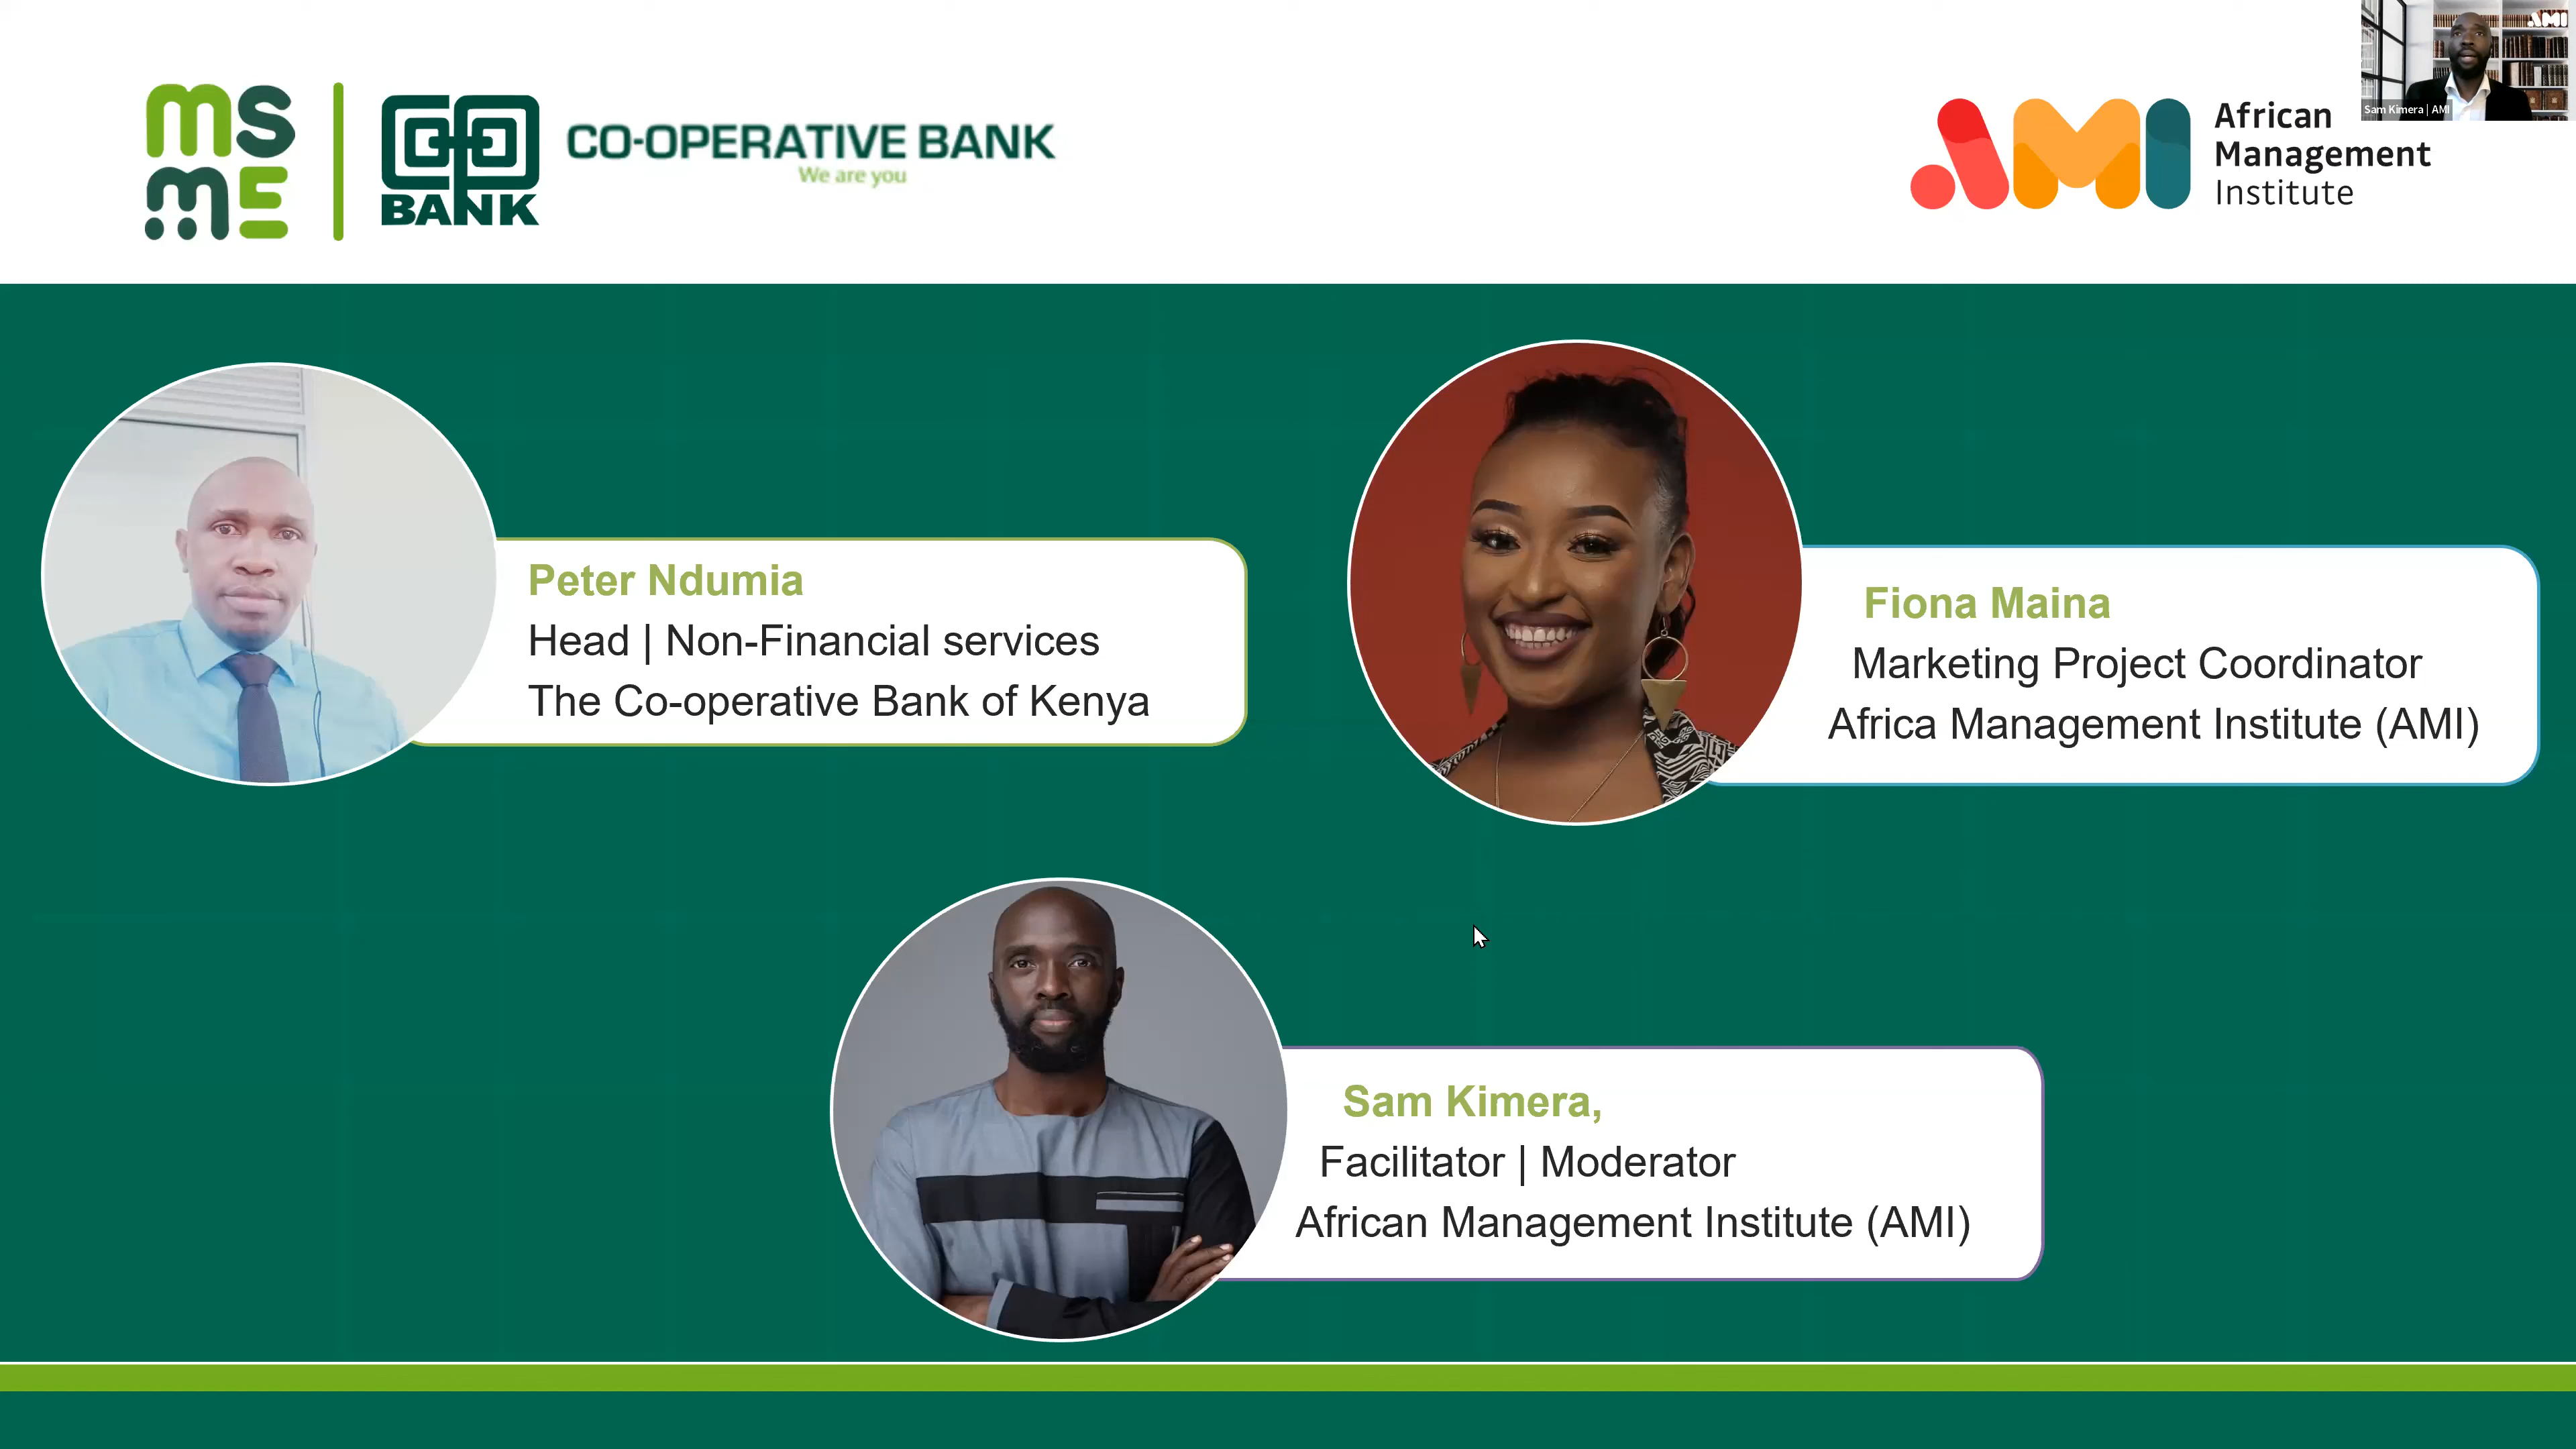 ms
me
BANK
CO-OPERATIVE BANK
We are you
AMI
African
Management
Institute
AMI
Sam Kimera | AMI
Peter Ndumia
Head | Non-Financial services
The Co-operative Bank of Kenya
Fiona Maina
Marketing Project Coordinator
Africa Management Institute (AMI)
Sam Kimera,
Facilitator | Moderator
African Management Institute (AMI)